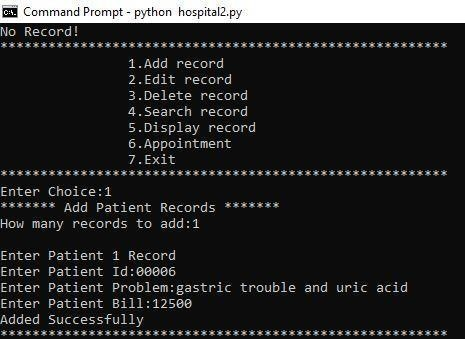 Command Prompt - python  hospital2.py
No Record!
********************************************************
1.Add record
2.Edit record
3.Delete record
4.Search record
5.Display record
6.Appointment
7.Exit
********************************************************
Enter Choice:1
******* Add Patient Records *******
How many records to add:1
Enter Patient 1 Record
Enter Patient Id:00006
Enter Patient Problem:gastric trouble and uric acid
Enter Patient Bill:12500
Added Successfully
********************************************************